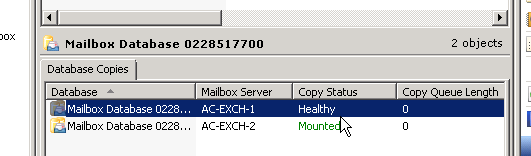 box
Mailbox Database 0228517700 2 objects
Database Copies
Database Mailbox Server Copy Status Copy Queue Length
Mailbox Database 0228... AC-EXCH-1 Healthy 0
Mailbox Database 0228... AC-EXCH-2 Mounted 0